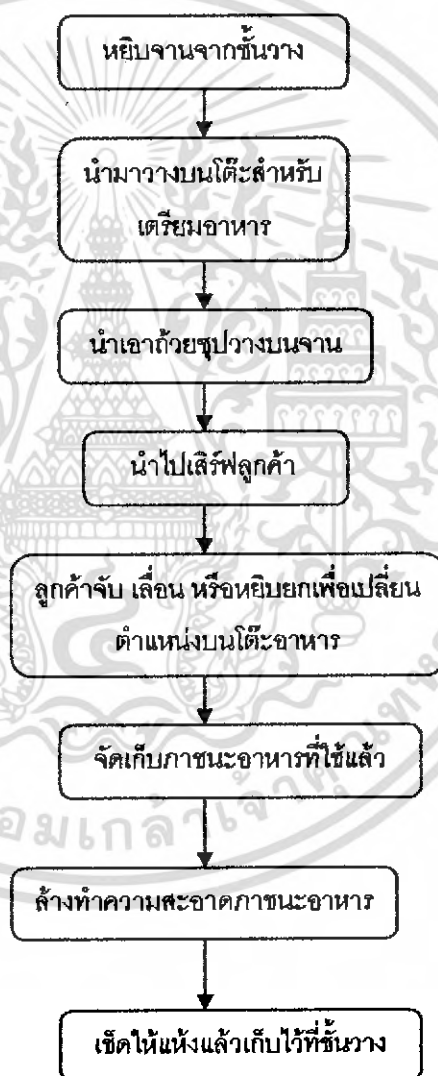 หยิบจานจากชั้นวาง
นำมาวางบนโต๊ะสำหรับ
เตรียมอาหาร
นำเอาถ้วยซุปวางบนจาน
นำไปเสิร์ฟลูกค้า
ลูกค้าจับ เลื่อน หรือหยิบยกเพื่อเปลี่ยน
ตำแหน่งบนโต๊ะอาหาร
จัดเก็บภาชนะอาหารที่ใช้แล้ว
ล้างทำความสะอาดภาชนะอาหาร
เช็ดให้แห้งแล้วเก็บไว้ที่ชั้นวาง